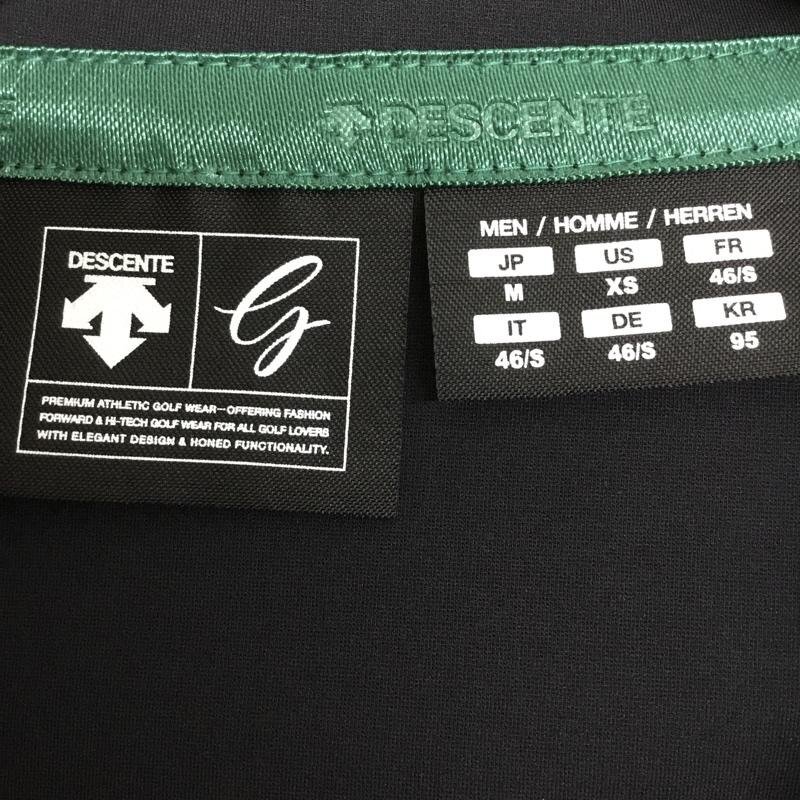 DESCENTE
DESCENTE
G
PREMIUM ATHLETIC GOLF WEAR—OFFERING FASHION
FORWARD & HI-TECH GOLF WEAR FOR ALL GOLF LOVERS
WITH ELEGANT DESIGN & HONED FUNCTIONALITY.
MEN / HOMME / HERREN
JP US FR
M XS 46/S
IT DE KR
46/S 46/S 95